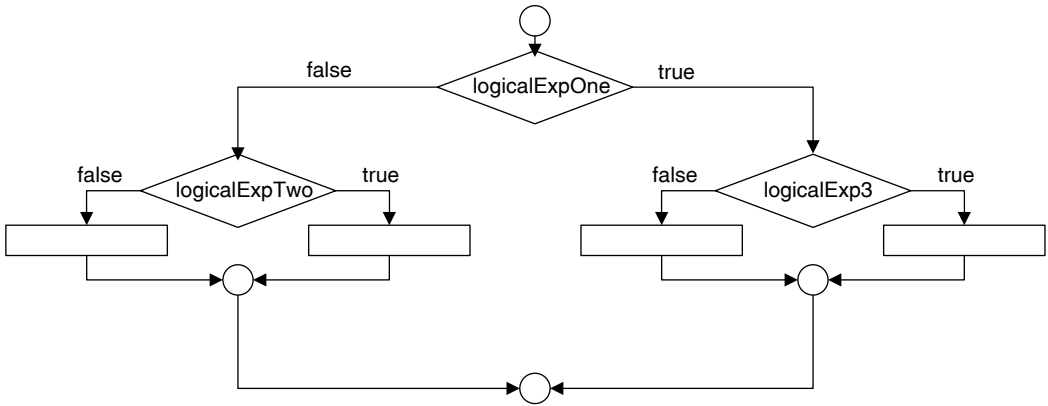 false
true
logicalExpOne
false
true
logicalExpTwo
false
true
logicalExp3